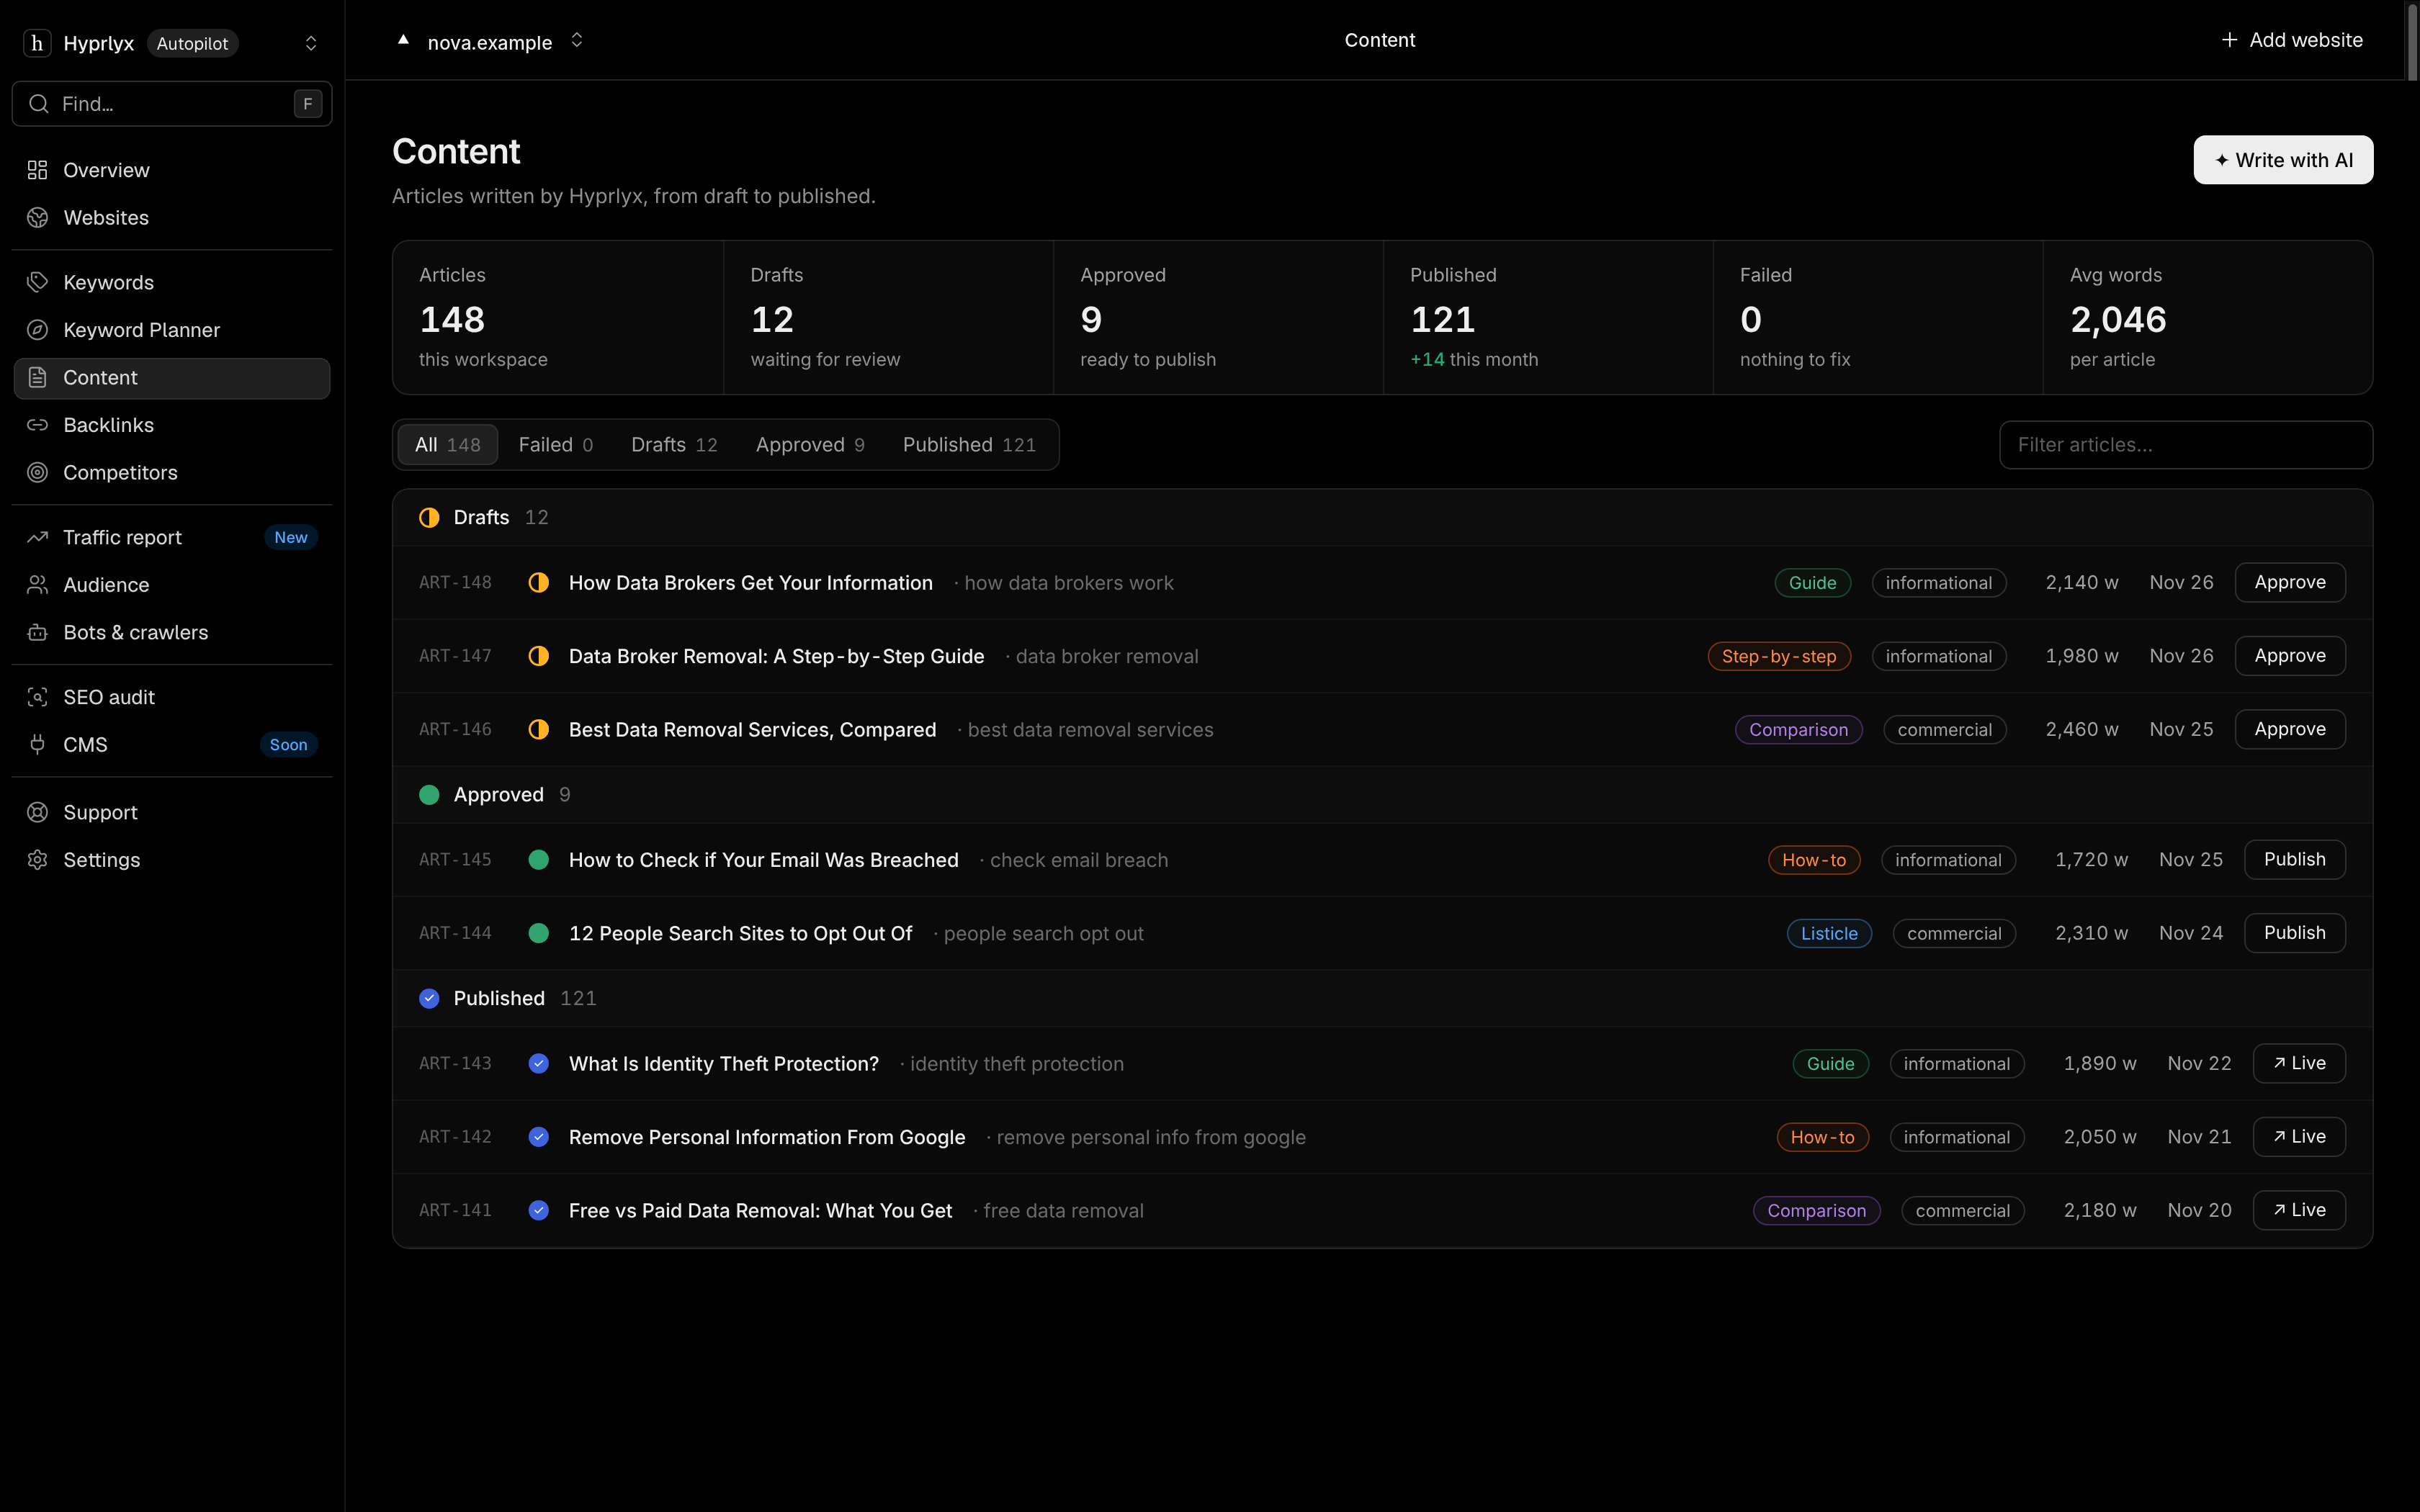 h Hyprlyx Autopilot
Find... F
Overview
Websites
Keywords
Keyword Planner
Content
Backlinks
Competitors
Traffic report New
Audience
Bots & crawlers
SEO audit
CMS Soon
Support
Settings
nova.example
Content
+ Add website
Content
Articles written by Hyprlyx, from draft to published.
✦ Write with AI
Articles
148
this workspace
Drafts
12
waiting for review
Approved
9
ready to publish
Published
121
+14 this month
Failed
0
nothing to fix
Avg words
2,046
per article
All 148 Failed 0 Drafts 12 Approved 9 Published 121
Filter articles...
Drafts 12
ART-148 How Data Brokers Get Your Information · how data brokers work Guide informational 2,140 w Nov 26 Approve
ART-147 Data Broker Removal: A Step-by-Step Guide · data broker removal Step-by-step informational 1,980 w Nov 26 Approve
ART-146 Best Data Removal Services, Compared · best data removal services Comparison commercial 2,460 w Nov 25 Approve
Approved 9
ART-145 How to Check if Your Email Was Breached · check email breach How-to informational 1,720 w Nov 25 Publish
ART-144 12 People Search Sites to Opt Out Of · people search opt out Listicle commercial 2,310 w Nov 24 Publish
Published 121
ART-143 What Is Identity Theft Protection? · identity theft protection Guide informational 1,890 w Nov 22 ↗ Live
ART-142 Remove Personal Information From Google · remove personal info from google How-to informational 2,050 w Nov 21 ↗ Live
ART-141 Free vs Paid Data Removal: What You Get · free data removal Comparison commercial 2,180 w Nov 20 ↗ Live